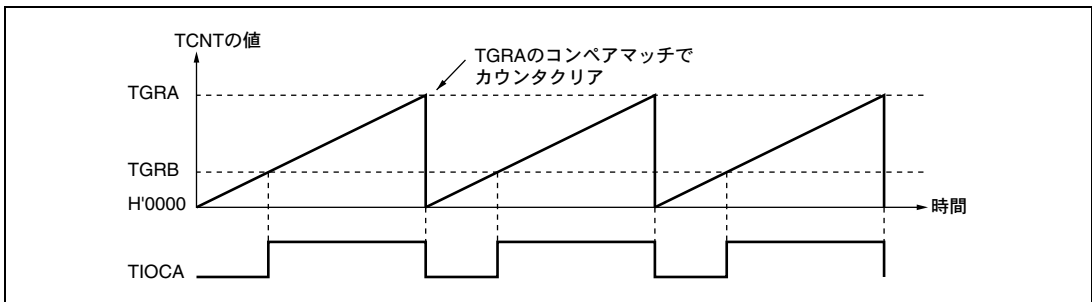 TCNTの値
TGRAのコンペアマッチで
カウンタクリア
TGRA
TGRB
H'0000
時間
TIOCA